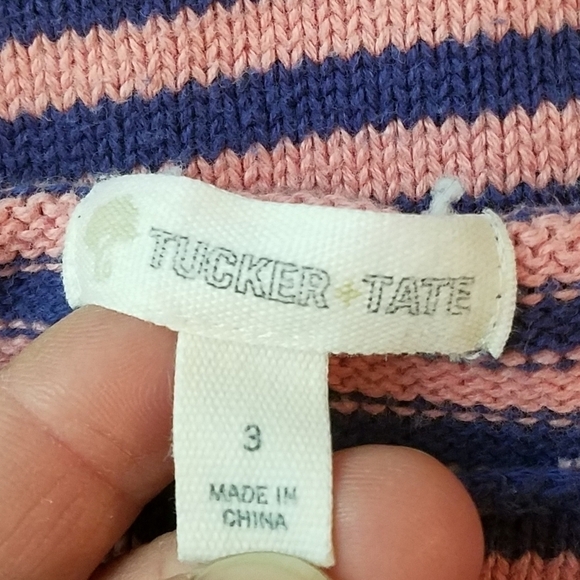 TUCKER + TATE
3
MADE IN
CHINA